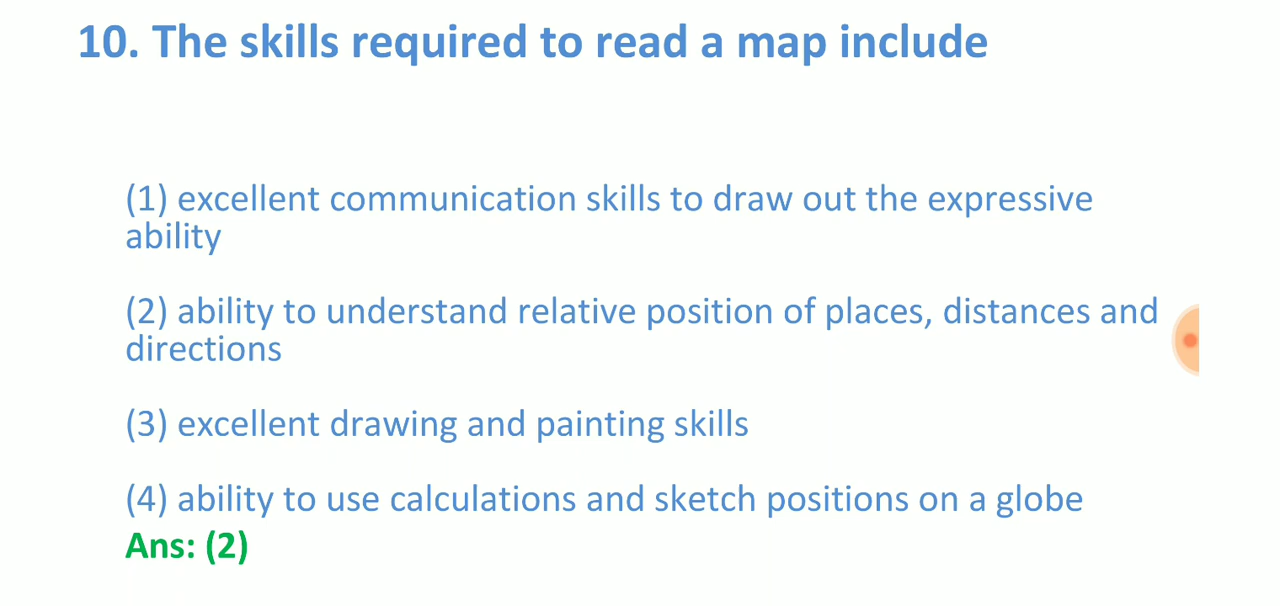 10. The skills required to read a map include
(1) excellent communication skills to draw out the expressive
ability
(2) ability to understand relative position of places, distances and
directions
(3) excellent drawing and painting skills
(4) ability to use calculations and sketch positions on a globe
Ans: (2)